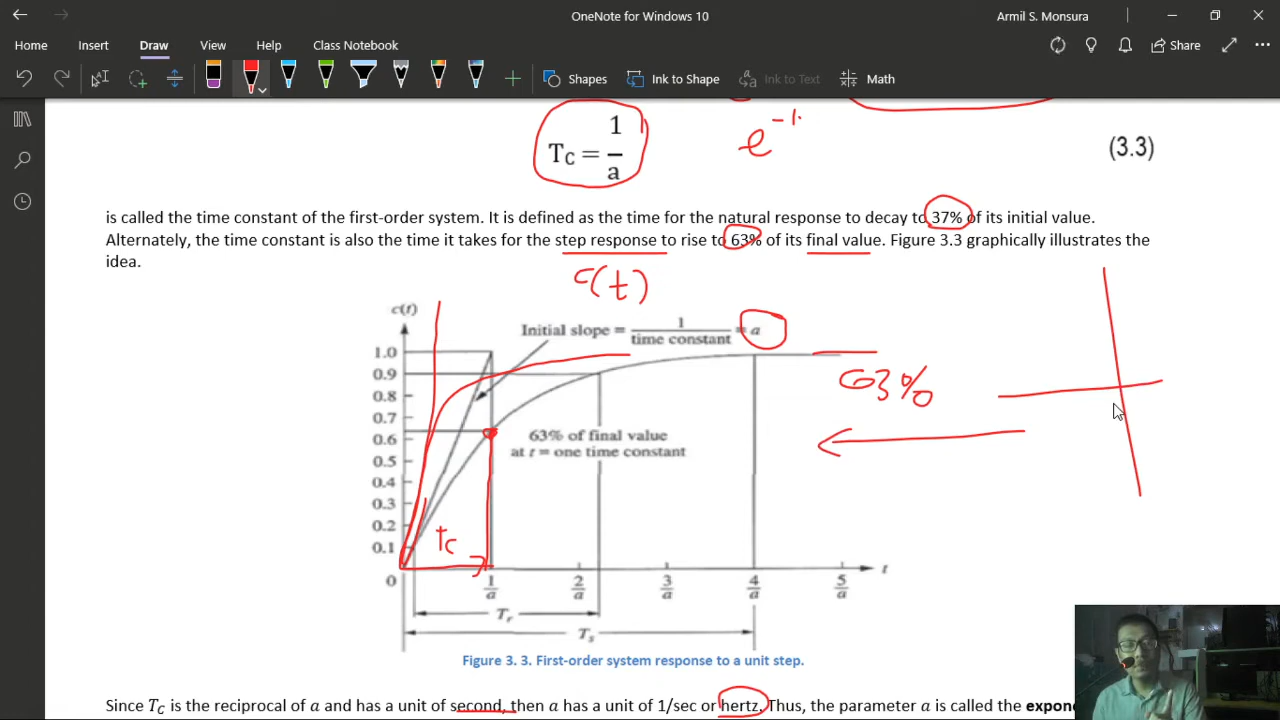 OneNote for Windows 10
Armil S. Monsura
Home Insert Draw View Help Class Notebook
Share
Shapes Ink to Shape Ink to Text Math
T_C = 1/a
e^-1
(3.3)
is called the time constant of the first-order system. It is defined as the time for the natural response to decay to 37% of its initial value.
Alternately, the time constant is also the time it takes for the step response to rise to 63% of its final value. Figure 3.3 graphically illustrates the
idea.
c(t)
c(t)
Initial slope = 1/time constant = a
1.0
0.9
0.8
0.7
0.6
0.5
0.4
0.3
0.2
0.1
0
63%
63% of final value
at t = one time constant
tc
1/a 2/a 3/a 4/a 5/a t
T_r
T_s
Figure 3. 3. First-order system response to a unit step.
Since T_C is the reciprocal of a and has a unit of second, then a has a unit of 1/sec or hertz. Thus, the parameter a is called the expon